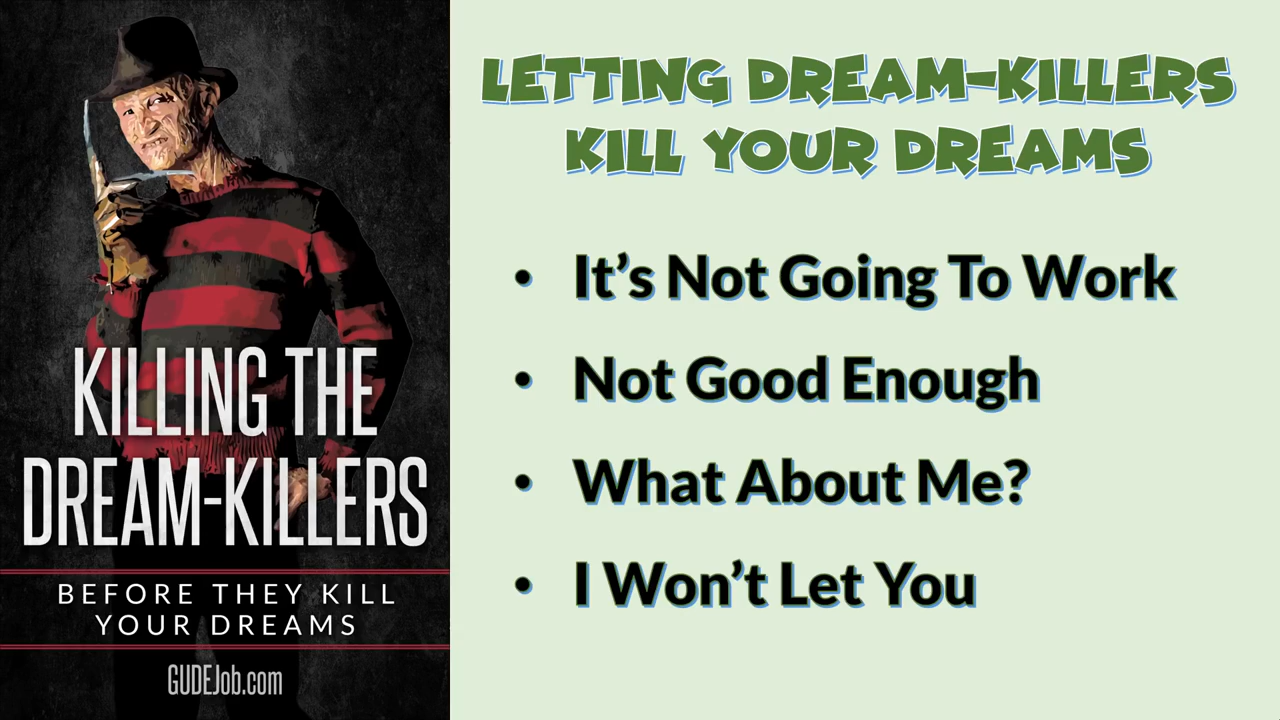 KILLING THE
DREAM-KILLERS
BEFORE THEY KILL
YOUR DREAMS
GUDEJob.com
LETTING DREAM-KILLERS
KILL YOUR DREAMS
• It’s Not Going To Work
• Not Good Enough
• What About Me?
• I Won’t Let You